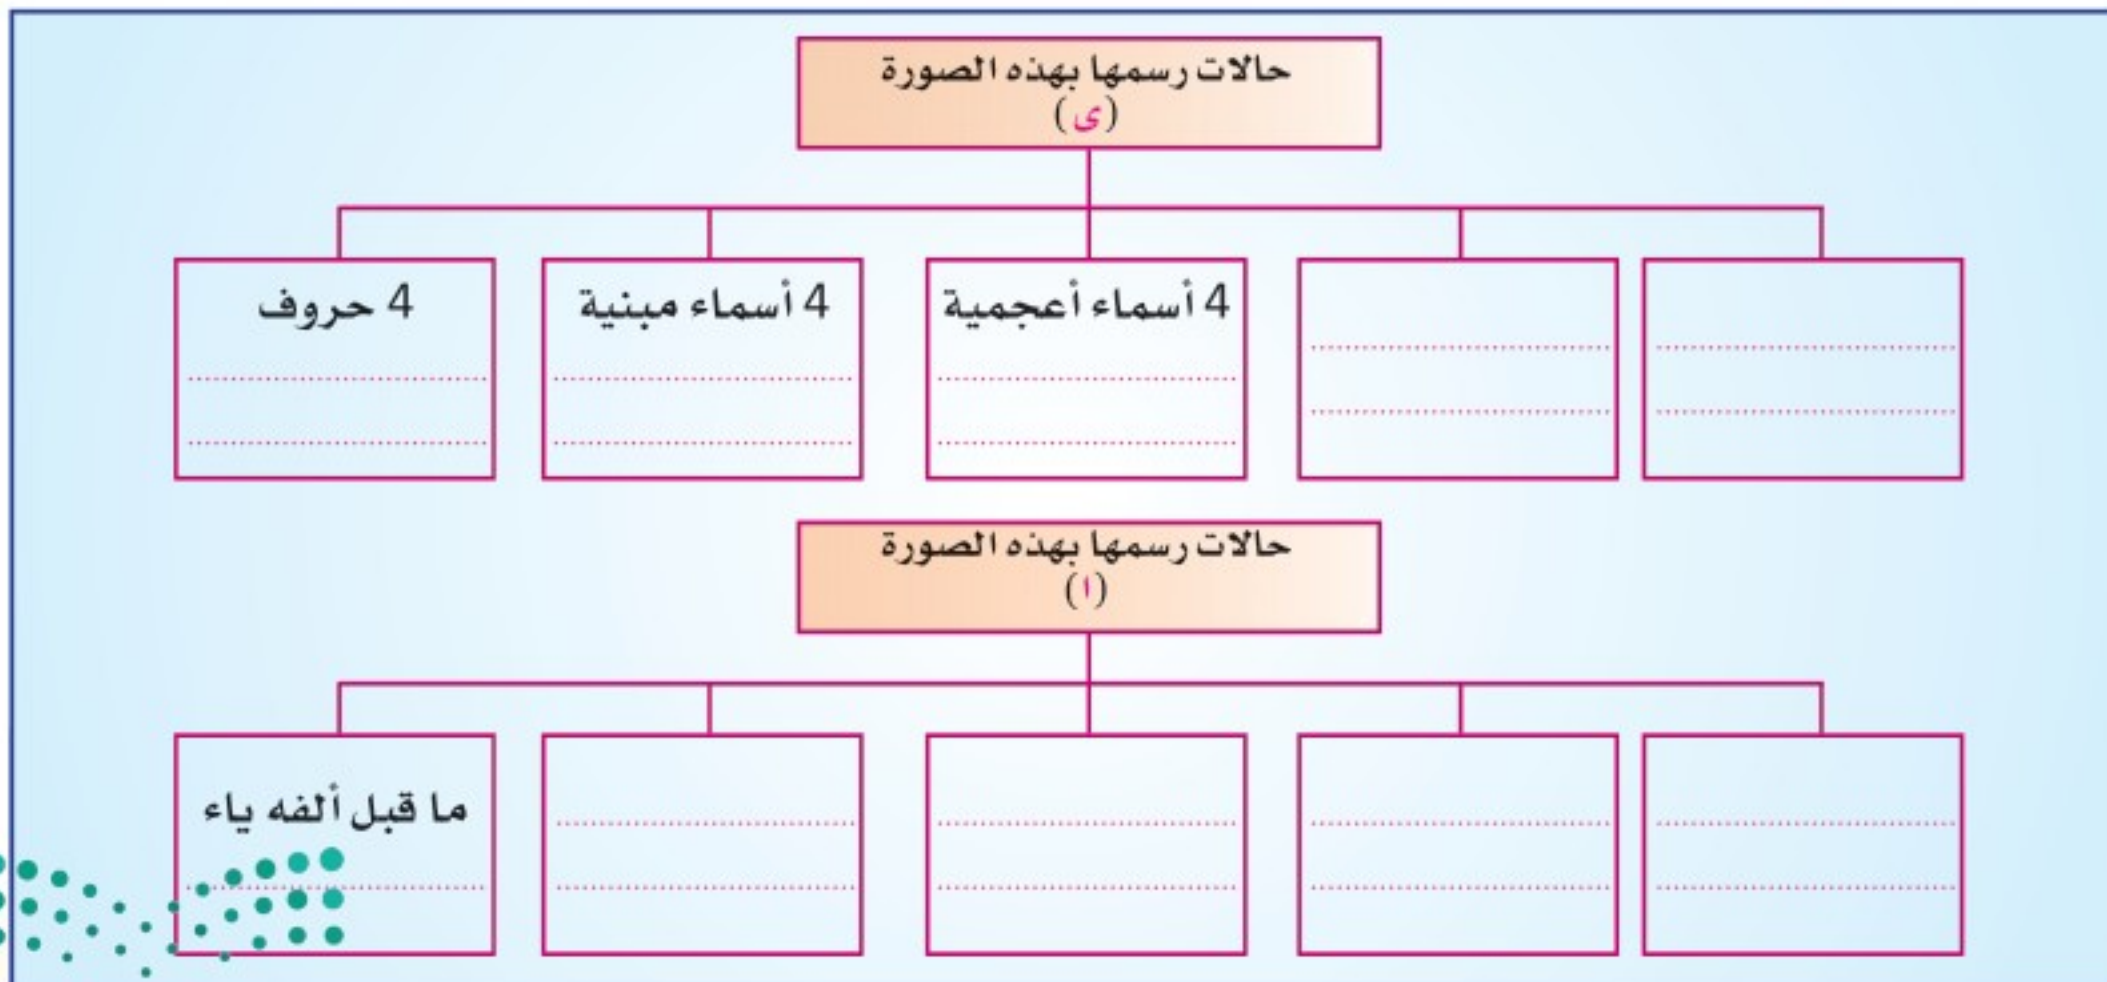 حالات رسمها بهذه الصورة
(ى)
4 أسماء أعجمية
4 أسماء مبنية
4 حروف
حالات رسمها بهذه الصورة
(ا)
ما قبل ألفه ياء